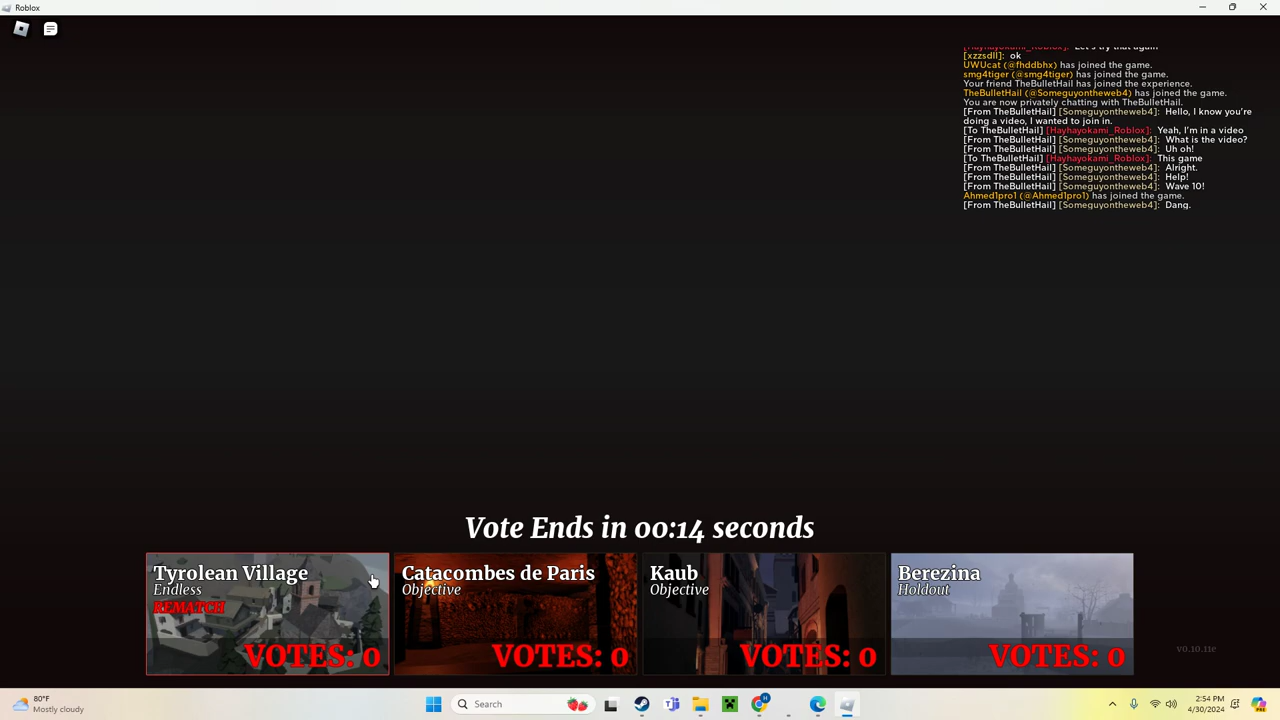 Roblox
[Hayhayokami_Roblox]: Let's try that again
[xzzsdll]: ok
UWUcat (@fhddbhx) has joined the game.
smg4tiger (@smg4tiger) has joined the game.
Your friend TheBulletHail has joined the experience.
TheBulletHail (@Someguyontheweb4) has joined the game.
You are now privately chatting with TheBulletHail.
[From TheBulletHail] [Someguyontheweb4]: Hello, I know you're
doing a video, I wanted to join in.
[To TheBulletHail] [Hayhayokami_Roblox]: Yeah, I'm in a video
[From TheBulletHail] [Someguyontheweb4]: What is the video?
[From TheBulletHail] [Someguyontheweb4]: Uh oh!
[To TheBulletHail] [Hayhayokami_Roblox]: This game
[From TheBulletHail] [Someguyontheweb4]: Alright.
[From TheBulletHail] [Someguyontheweb4]: Help!
[From TheBulletHail] [Someguyontheweb4]: Wave 10!
Ahmed1pro1 (@Ahmed1pro1) has joined the game.
[From TheBulletHail] [Someguyontheweb4]: Dang.
Vote Ends in 00:14 seconds
Tyrolean Village
Endless
REMATCH
VOTES: 0
Catacombes de Paris
Objective
VOTES: 0
Kaub
Objective
VOTES: 0
Berezina
Holdout
VOTES: 0
v0.10.11e
80°F
Mostly cloudy
Search
H
2:54 PM
4/30/2024